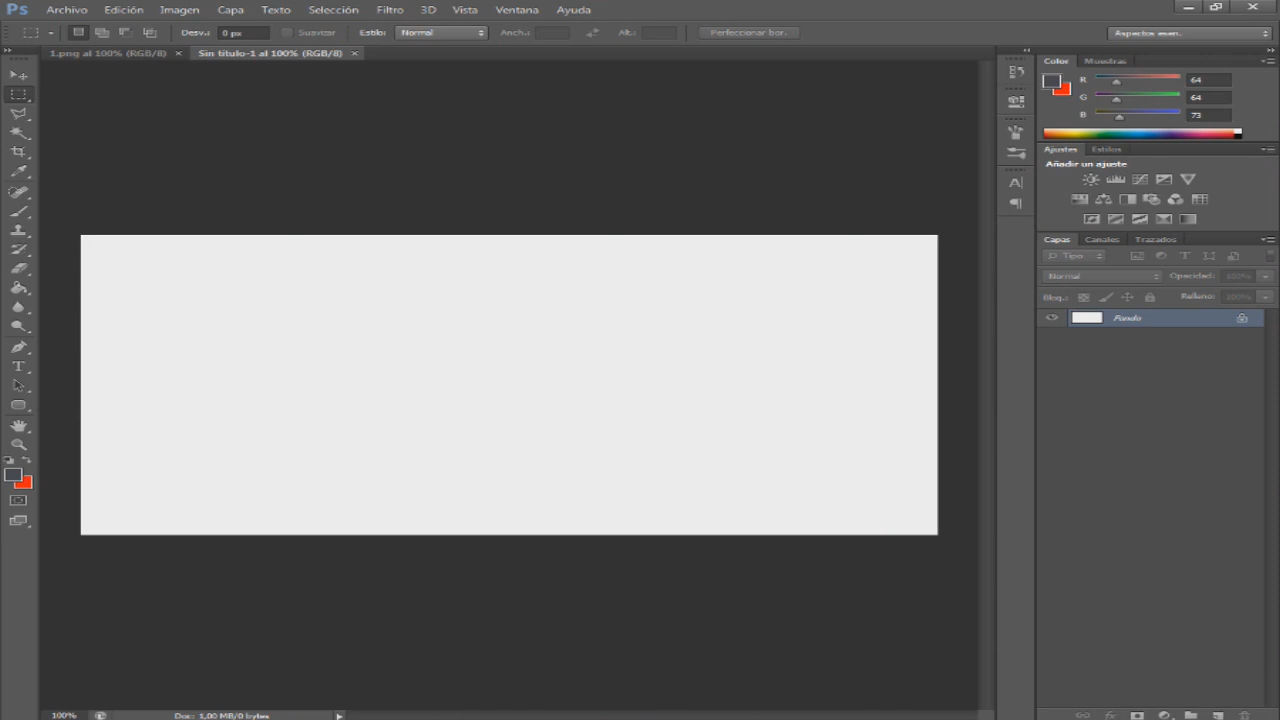 Ps Archivo Edición Imagen Capa Texto Selección Filtro 3D Vista Ventana Ayuda
Desv.: 0 px Suavizar Estilo: Normal Anch.: Alt.: Perfeccionar bor. Aspectos esen.
1.png al 100% (RGB/8) × Sin título-1 al 100% (RGB/8) ×
Color Muestras
R 64
G 64
B 73
Ajustes Estilos
Añadir un ajuste
Capas Canales Trazados
Tipo
Normal Opacidad: 100%
Bloq.: Relleno: 100%
Fondo
100% Doc: 1,00 MB/0 bytes